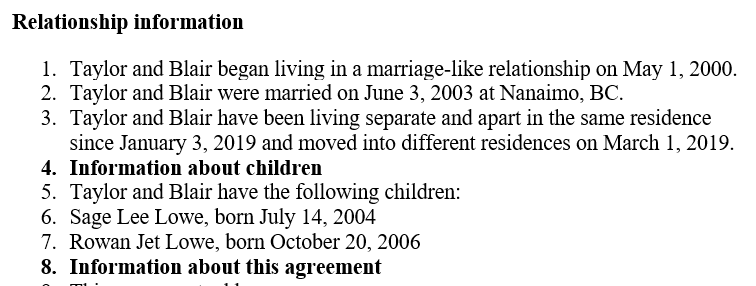 Relationship information
1. Taylor and Blair began living in a marriage-like relationship on May 1, 2000.
2. Taylor and Blair were married on June 3, 2003 at Nanaimo, BC.
3. Taylor and Blair have been living separate and apart in the same residence
since January 3, 2019 and moved into different residences on March 1, 2019.
4. Information about children
5. Taylor and Blair have the following children:
6. Sage Lee Lowe, born July 14, 2004
7. Rowan Jet Lowe, born October 20, 2006
8. Information about this agreement